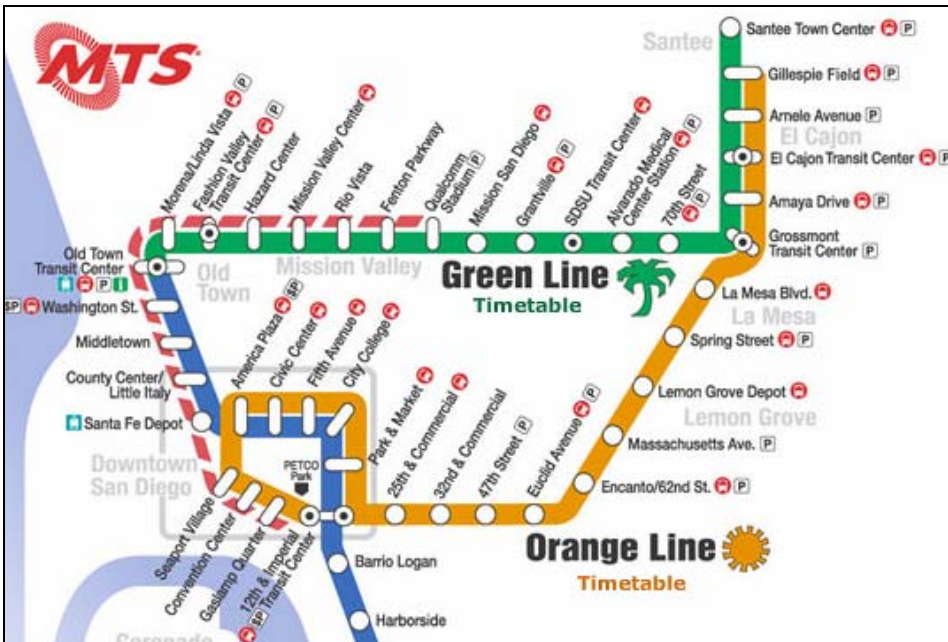 MTS
Santee
Santee Town Center P
Gillespie Field P
Arnele Avenue P
El Cajon
El Cajon Transit Center P
Amaya Drive P
Grossmont
Transit Center P
Morena/Linda Vista P
Fashion Valley
Transit Center P
Hazard Center
Mission Valley Center
Rio Vista
Fenton Parkway
Qualcomm
Stadium P
Mission San Diego
Grantville P
SDSU Transit Center
Alvarado Medical
Center Station P
70th Street
P
Old Town
Transit Center
P i
Old
Town
Mission Valley
Green Line
Timetable
$P Washington St.
Middletown
County Center/
Little Italy
Santa Fe Depot
America Plaza $P
Civic Center
Fifth Avenue
City College
Downtown
San Diego
PETCO
Park
Park & Market
25th & Commercial
32nd & Commercial
47th Street P
Euclid Avenue P
La Mesa Blvd.
La Mesa
Spring Street P
Lemon Grove Depot
Lemon Grove
Massachusetts Ave. P
Encanto/62nd St. P
Seaport Village
Convention Center
Gaslamp Quarter
12th & Imperial
Transit Center
$P
Orange Line
Timetable
Barrio Logan
Harborside
Coronado